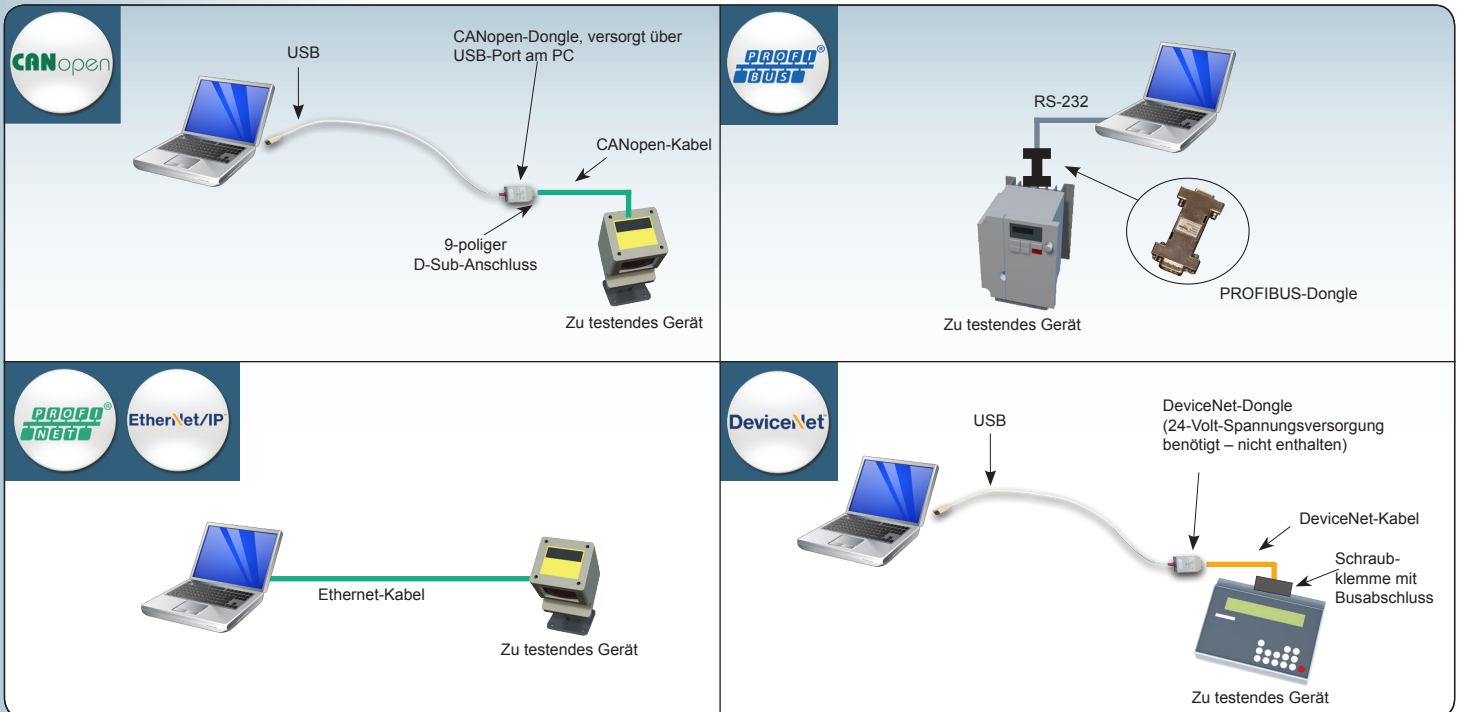 CANopen
USB
CANopen-Dongle, versorgt über
USB-Port am PC
CANopen-Kabel
9-poliger
D-Sub-Anschluss
Zu testendes Gerät
PROFI®
BUS
RS-232
PROFIBUS-Dongle
Zu testendes Gerät
PROFI®
NET
EtherNet/IP™
Ethernet-Kabel
Zu testendes Gerät
DeviceNet™
USB
DeviceNet-Dongle
(24-Volt-Spannungsversorgung
benötigt – nicht enthalten)
DeviceNet-Kabel
Schraub-
klemme mit
Busabschluss
Zu testendes Gerät